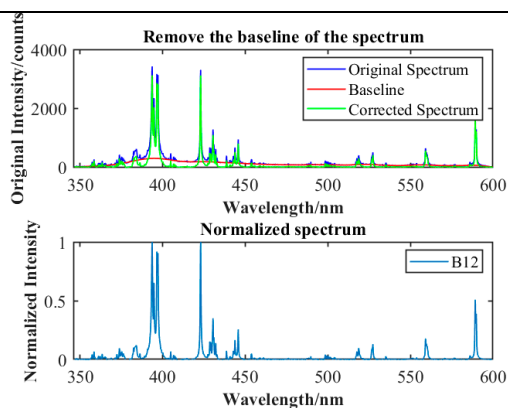 Remove the baseline of the spectrum
Original Intensity/counts
4000
2000
0
Original Spectrum
Baseline
Corrected Spectrum
350 400 450 500 550 600
Wavelength/nm
Normalized spectrum
Normalized Intensity
1
0.5
0
B12
350 400 450 500 550 600
Wavelength/nm